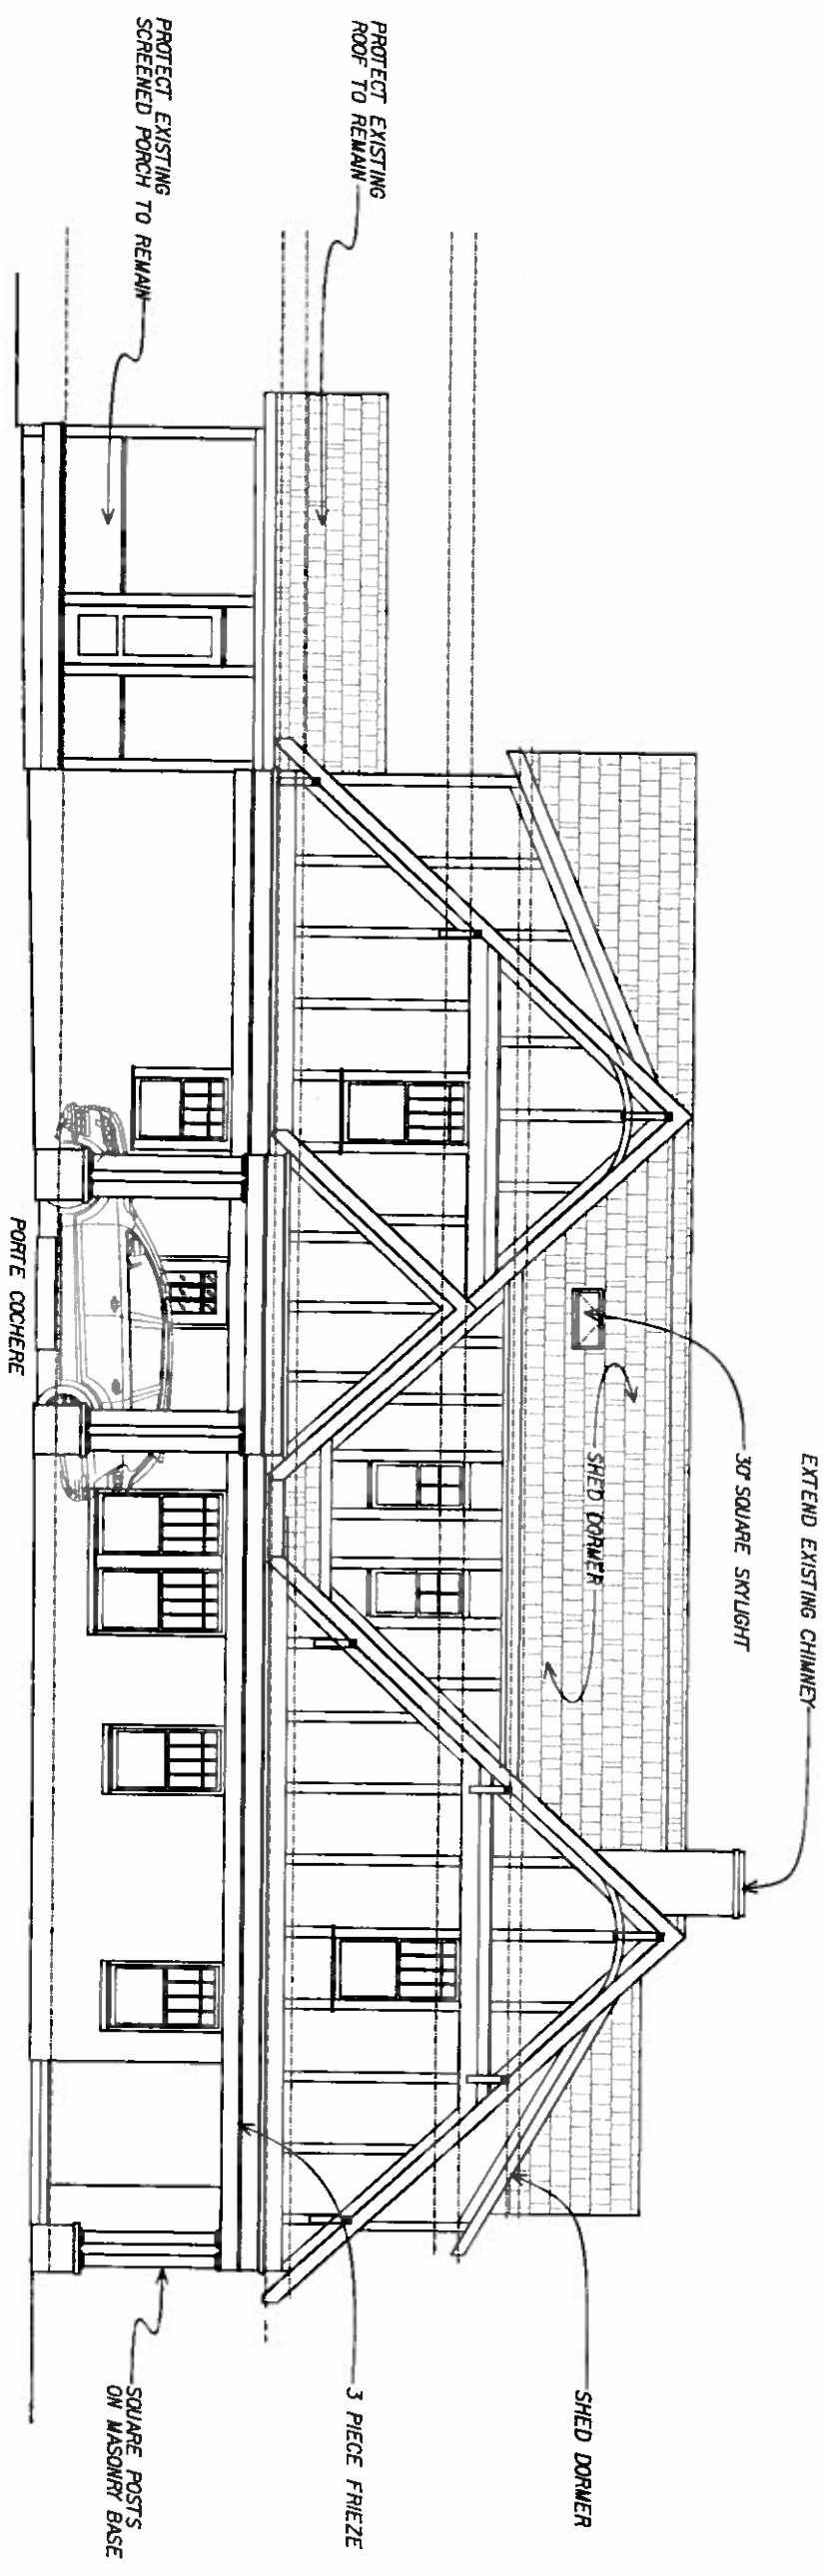 EXTEND EXISTING CHIMNEY
30" SQUARE SKYLIGHT
SHED DORMER
SHED DORMER
PROTECT EXISTING
ROOF TO REMAIN
3 PIECE FRIEZE
PROTECT EXISTING
SCREENED PORCH TO REMAIN
SQUARE POSTS
ON MASONRY BASE
PORTE COCHERE